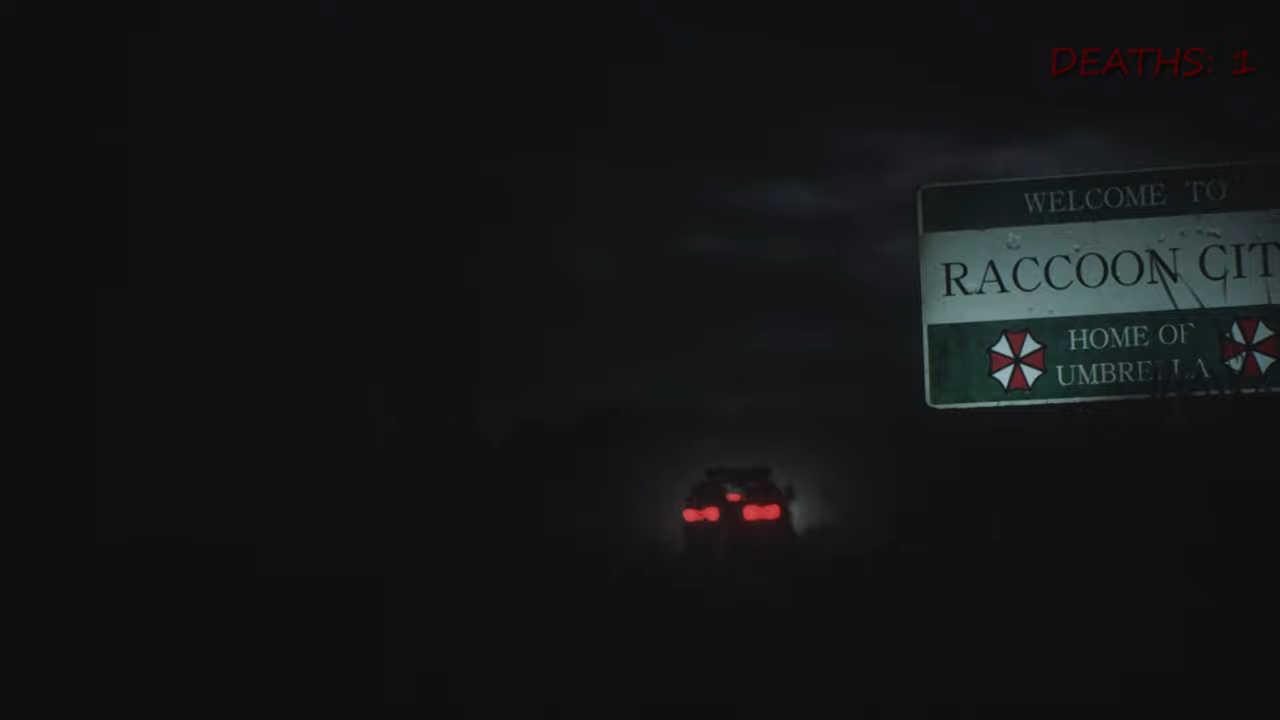 DEATHS: 1
WELCOME TO
RACCOON CIT
HOME OF
UMBRELLA